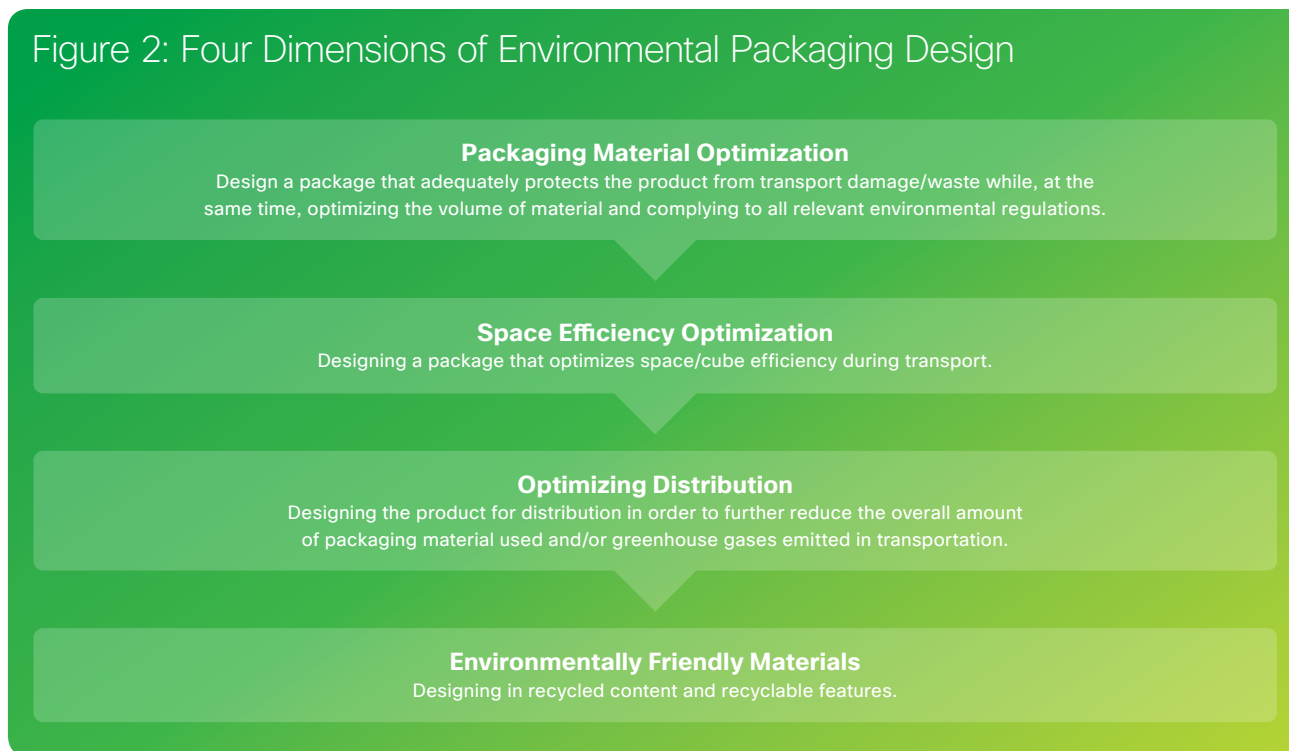 Figure 2: Four Dimensions of Environmental Packaging Design
Packaging Material Optimization
Design a package that adequately protects the product from transport damage/waste while, at the
same time, optimizing the volume of material and complying to all relevant environmental regulations.
Space Efficiency Optimization
Designing a package that optimizes space/cube efficiency during transport.
Optimizing Distribution
Designing the product for distribution in order to further reduce the overall amount
of packaging material used and/or greenhouse gases emitted in transportation.
Environmentally Friendly Materials
Designing in recycled content and recyclable features.